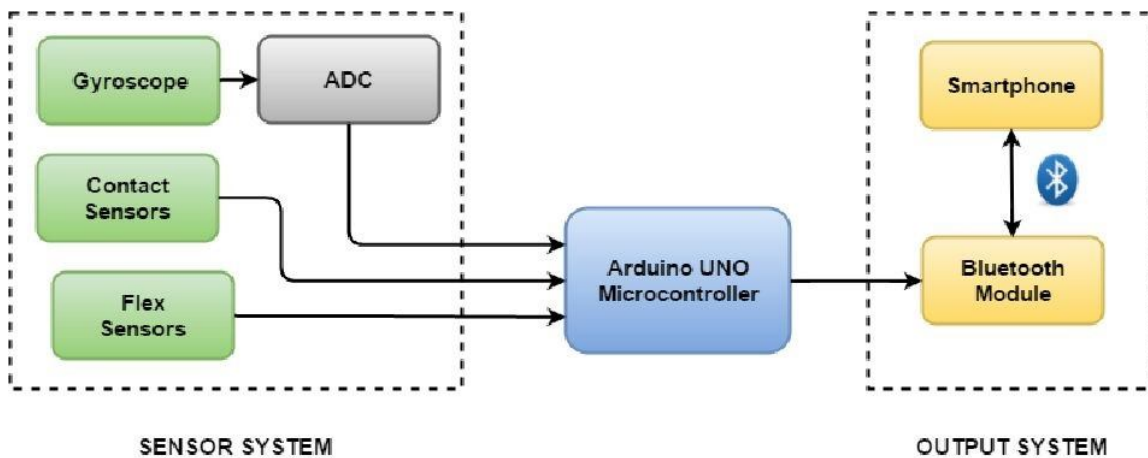 Gyroscope
ADC
Contact
Sensors
Flex
Sensors
Arduino UNO
Microcontroller
Smartphone
Bluetooth
Module
SENSOR SYSTEM
OUTPUT SYSTEM